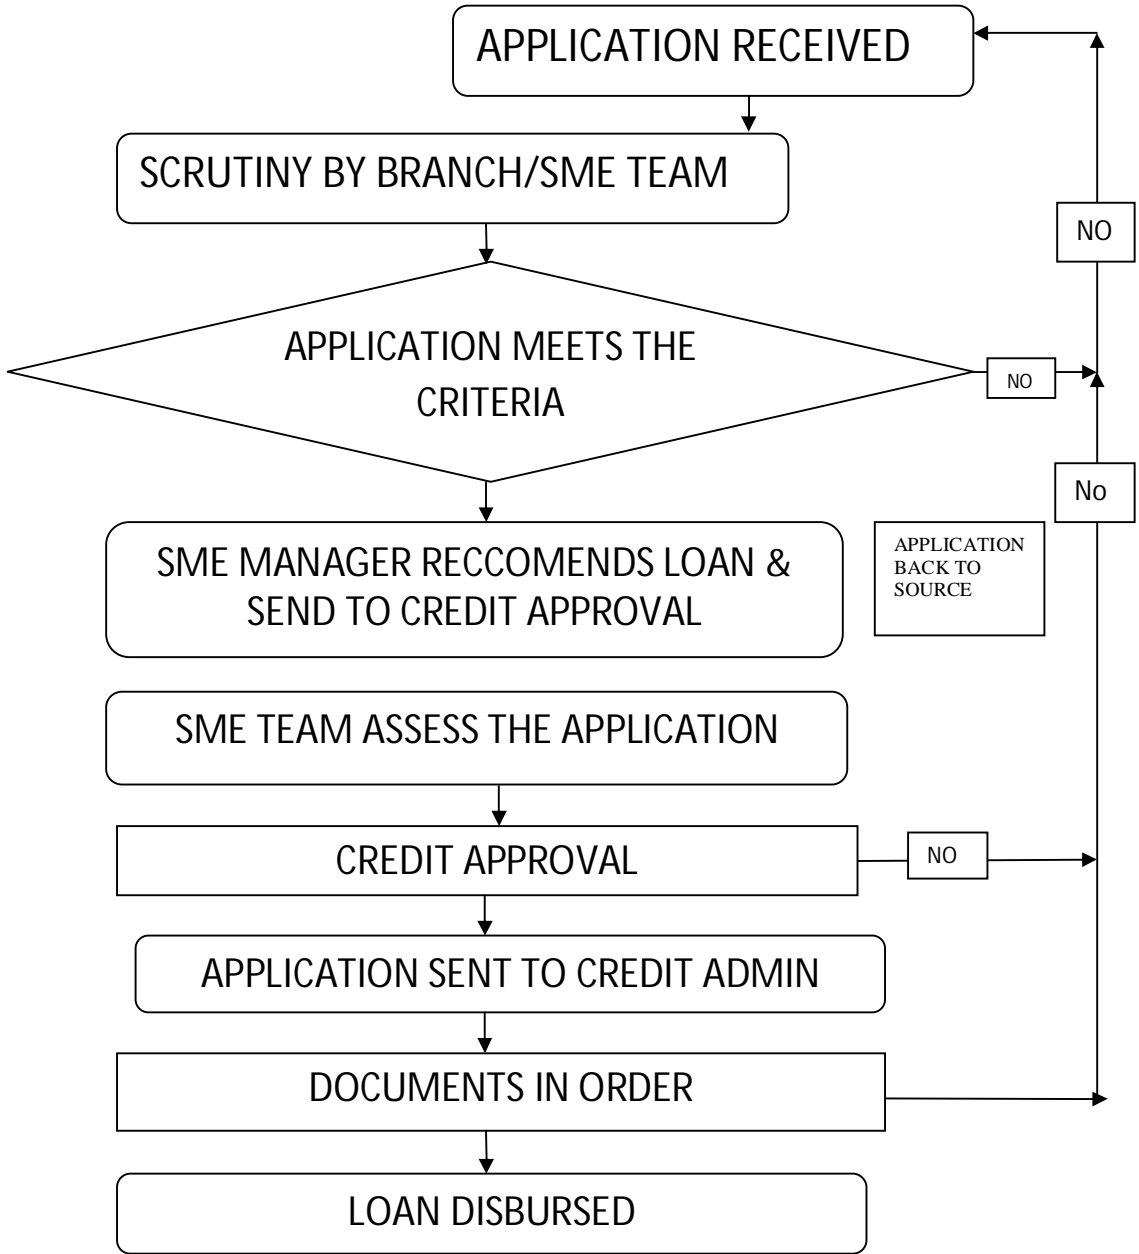 APPLICATION RECEIVED
SCRUTINY BY BRANCH/SME TEAM
NO
APPLICATION MEETS THE
CRITERIA
NO
No
SME MANAGER RECCOMENDS LOAN &
SEND TO CREDIT APPROVAL
APPLICATION
BACK TO
SOURCE
SME TEAM ASSESS THE APPLICATION
CREDIT APPROVAL
NO
APPLICATION SENT TO CREDIT ADMIN
DOCUMENTS IN ORDER
LOAN DISBURSED